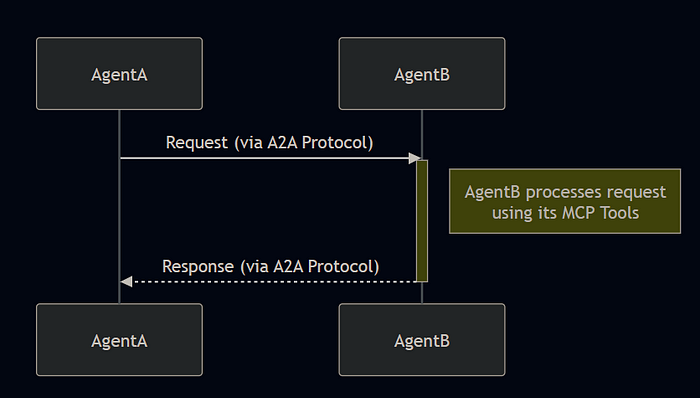 AgentA
AgentB
Request (via A2A Protocol)
AgentB processes request
using its MCP Tools
Response (via A2A Protocol)
AgentA
AgentB